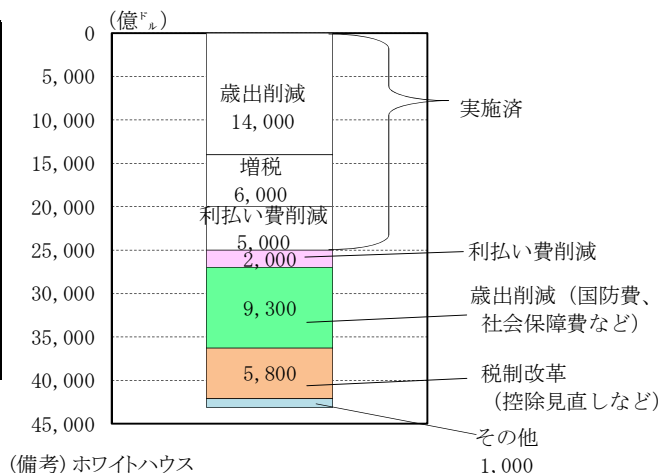 (億㌦)
0
5,000
10,000
15,000
20,000
25,000
30,000
35,000
40,000
45,000
歳出削減
14,000
増税
6,000
利払い費削減
5,000
2,000
9,300
5,800
実施済
利払い費削減
歳出削減（国防費、
社会保障費など）
税制改革
（控除見直しなど）
その他
1,000
(備考)ホワイトハウス